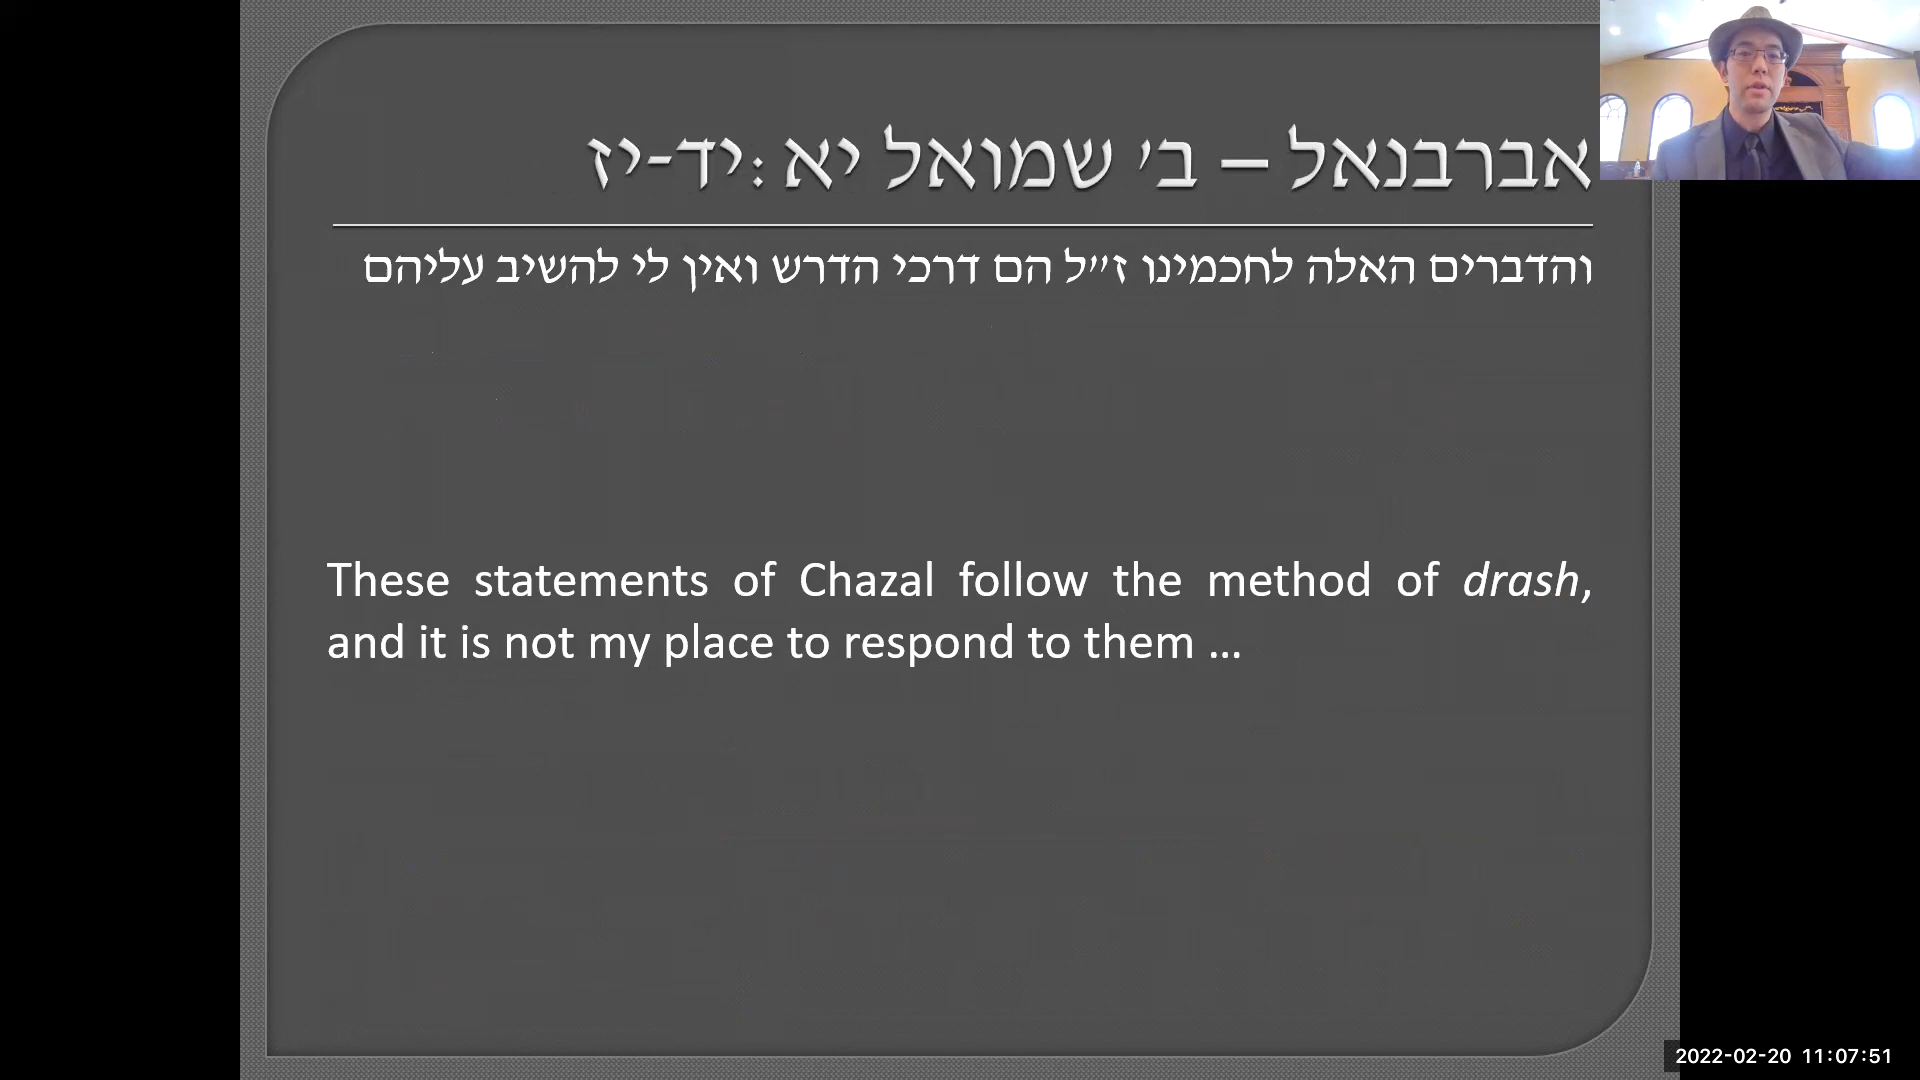 אברבנאל – ב' שמואל יא :יד-יז
והדברים האלה לחכמינו ז"ל הם דרכי הדרש ואין לי להשיב עליהם
These statements of Chazal follow the method of drash,
and it is not my place to respond to them ...
2022-02-20 11:07:51